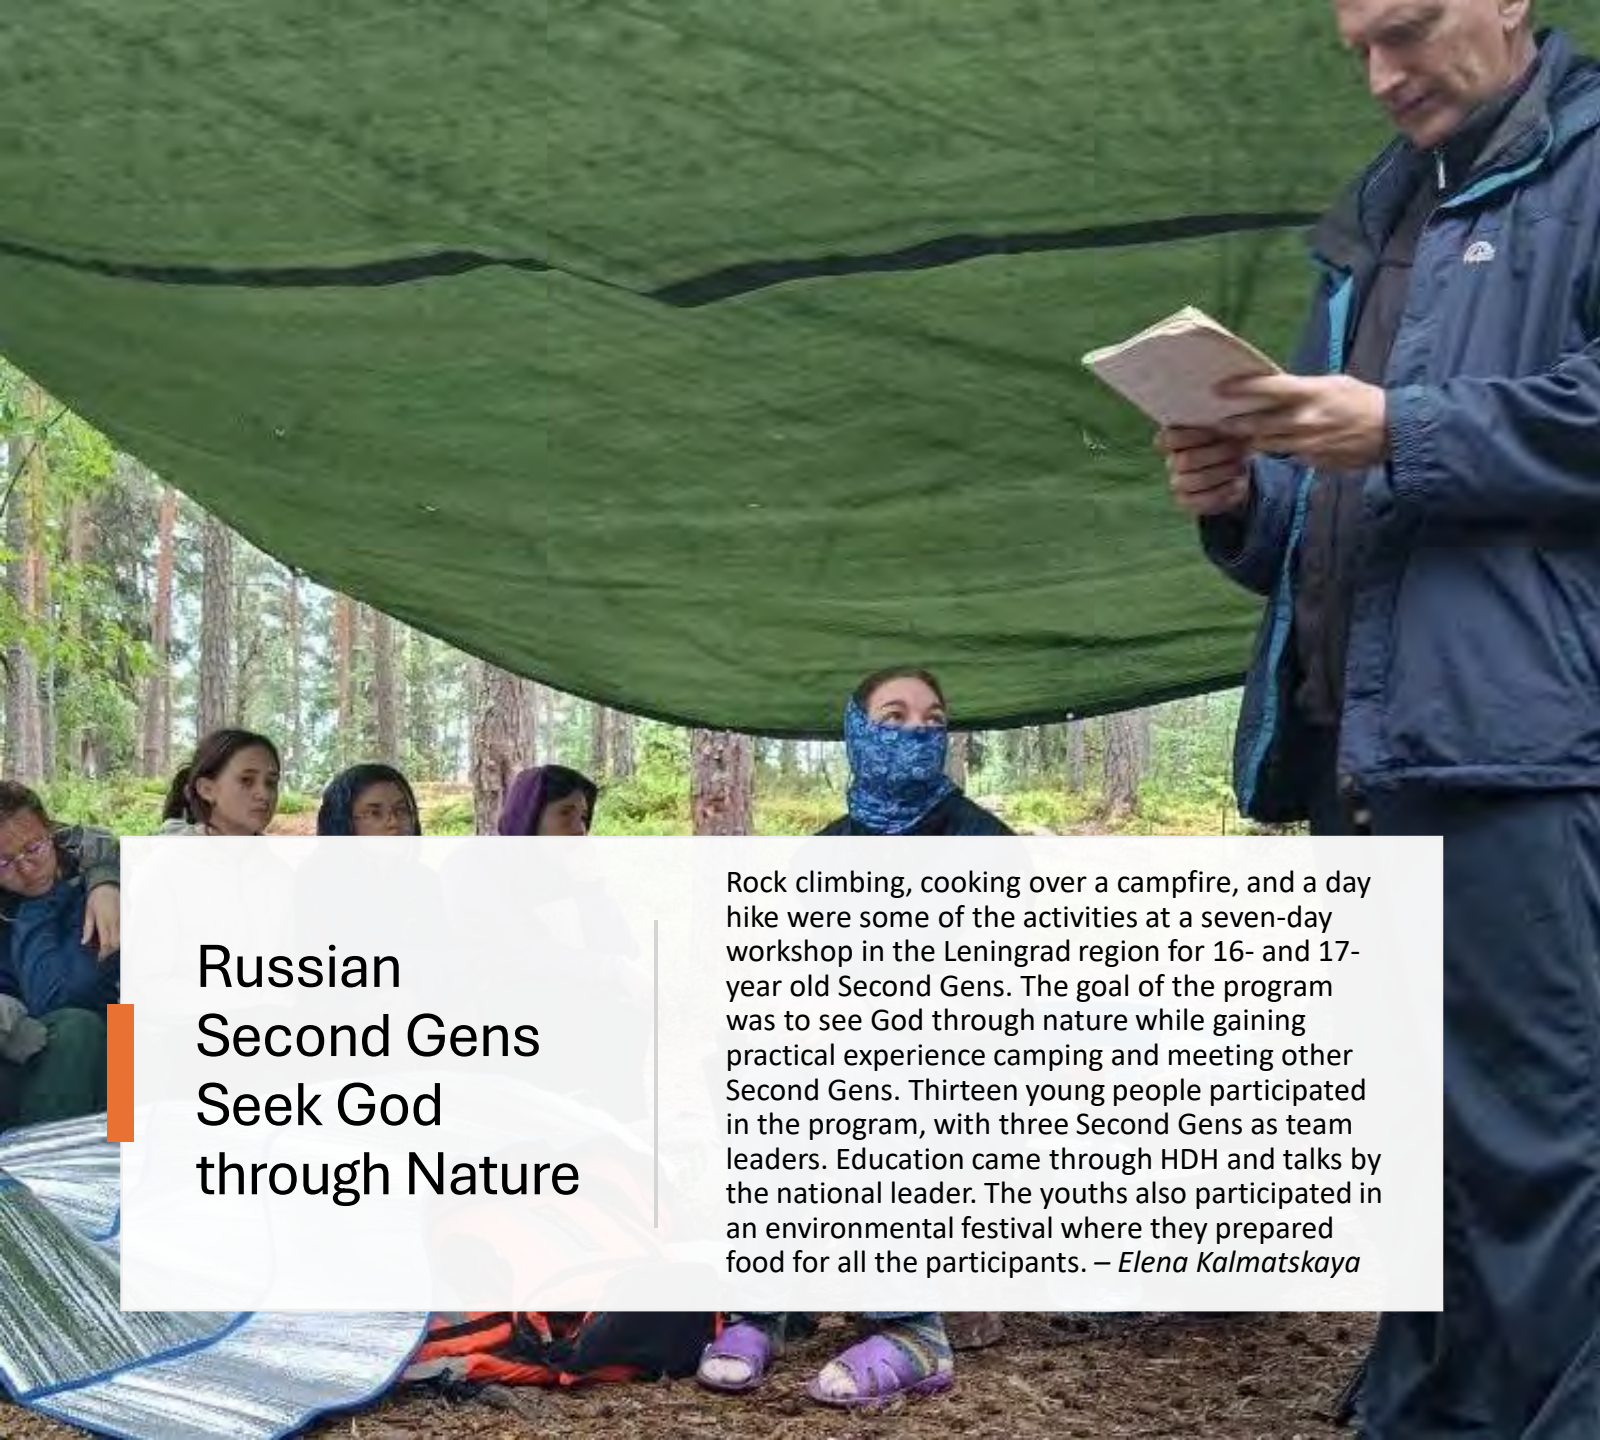 Russian
Second Gens
Seek God
through Nature
Rock climbing, cooking over a campfire, and a day
hike were some of the activities at a seven-day
workshop in the Leningrad region for 16- and 17-
year old Second Gens. The goal of the program
was to see God through nature while gaining
practical experience camping and meeting other
Second Gens. Thirteen young people participated
in the program, with three Second Gens as team
leaders. Education came through HDH and talks by
the national leader. The youths also participated in
an environmental festival where they prepared
food for all the participants. – Elena Kalmatskaya